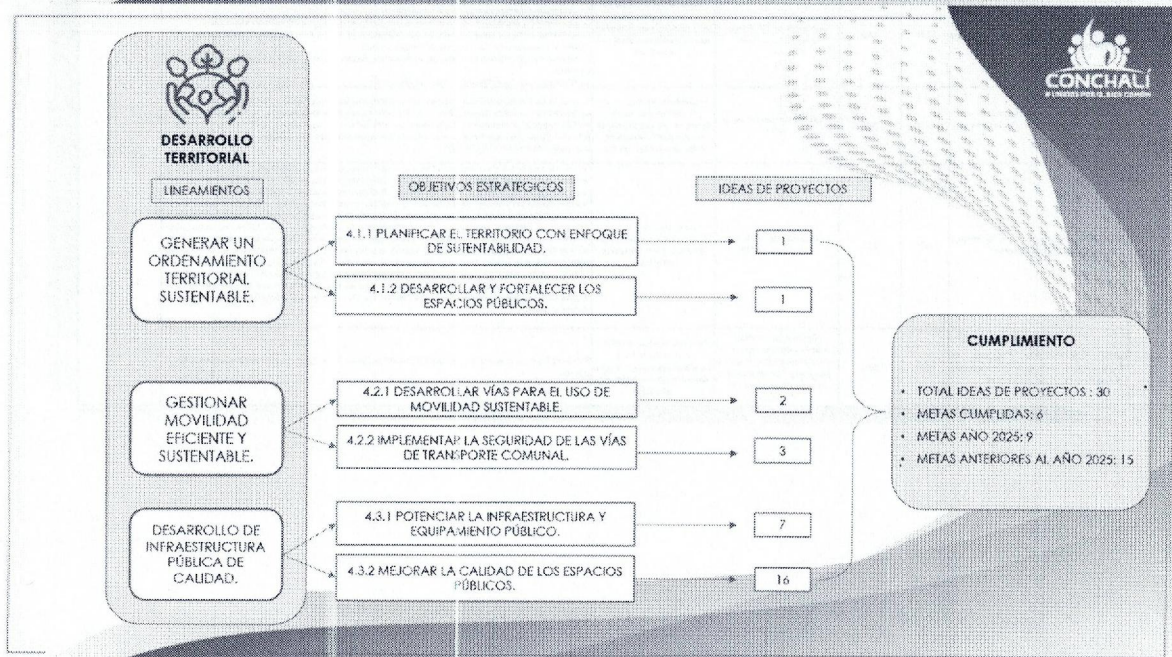 CONCHALÍ
DESARROLLO
TERRITORIAL
LINEAMIENTOS
OBJETIVOS ESTRATEGICOS
IDEAS DE PROYECTOS
GENERAR UN
ORDENAMIENTO
TERRITORIAL
SUSTENTABLE.
4.1.1 PLANIFICAR EL TERRITORIO CON ENFOQUE
DE SUTENTABILIDAD.
1
4.1.2 DESARROLLAR Y FORTALECER LOS
ESPACIOS PÚBLICOS.
1
GESTIONAR
MOVILIDAD
EFICIENTE Y
SUSTENTABLE.
4.2.1 DESARROLLAR VÍAS PARA EL USO DE
MOVILIDAD SUSTENTABLE.
2
4.2.2 IMPLEMENTAR LA SEGURIDAD DE LAS VÍAS
DE TRANSPORTE COMUNAL.
3
DESARROLLO DE
INFRAESTRUCTURA
PÚBLICA DE
CALIDAD.
4.3.1 POTENCIAR LA INFRAESTRUCTURA Y
EQUIPAMIENTO PÚBLICO.
7
4.3.2 MEJORAR LA CALIDAD DE LOS ESPACIOS
PÚBLICOS.
16
CUMPLIMIENTO
• TOTAL IDEAS DE PROYECTOS : 30
• METAS CUMPLIDAS: 6
• METAS AÑO 2025: 9
• METAS ANTERIORES AL AÑO 2025: 15